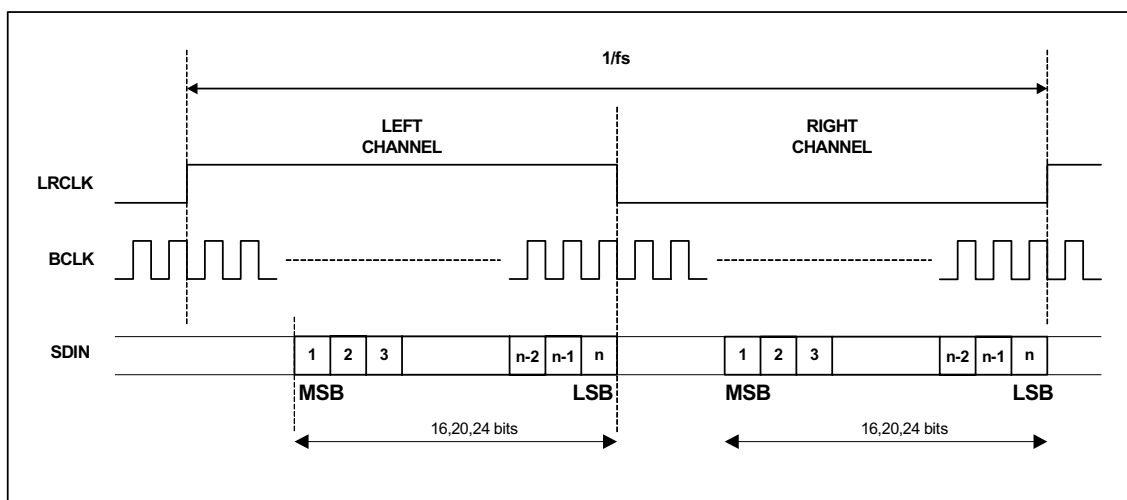 1/fs
LEFT
CHANNEL
RIGHT
CHANNEL
LRCLK
BCLK
SDIN
1 2 3 n-2 n-1 n 1 2 3 n-2 n-1 n
MSB LSB MSB LSB
16,20,24 bits 16,20,24 bits